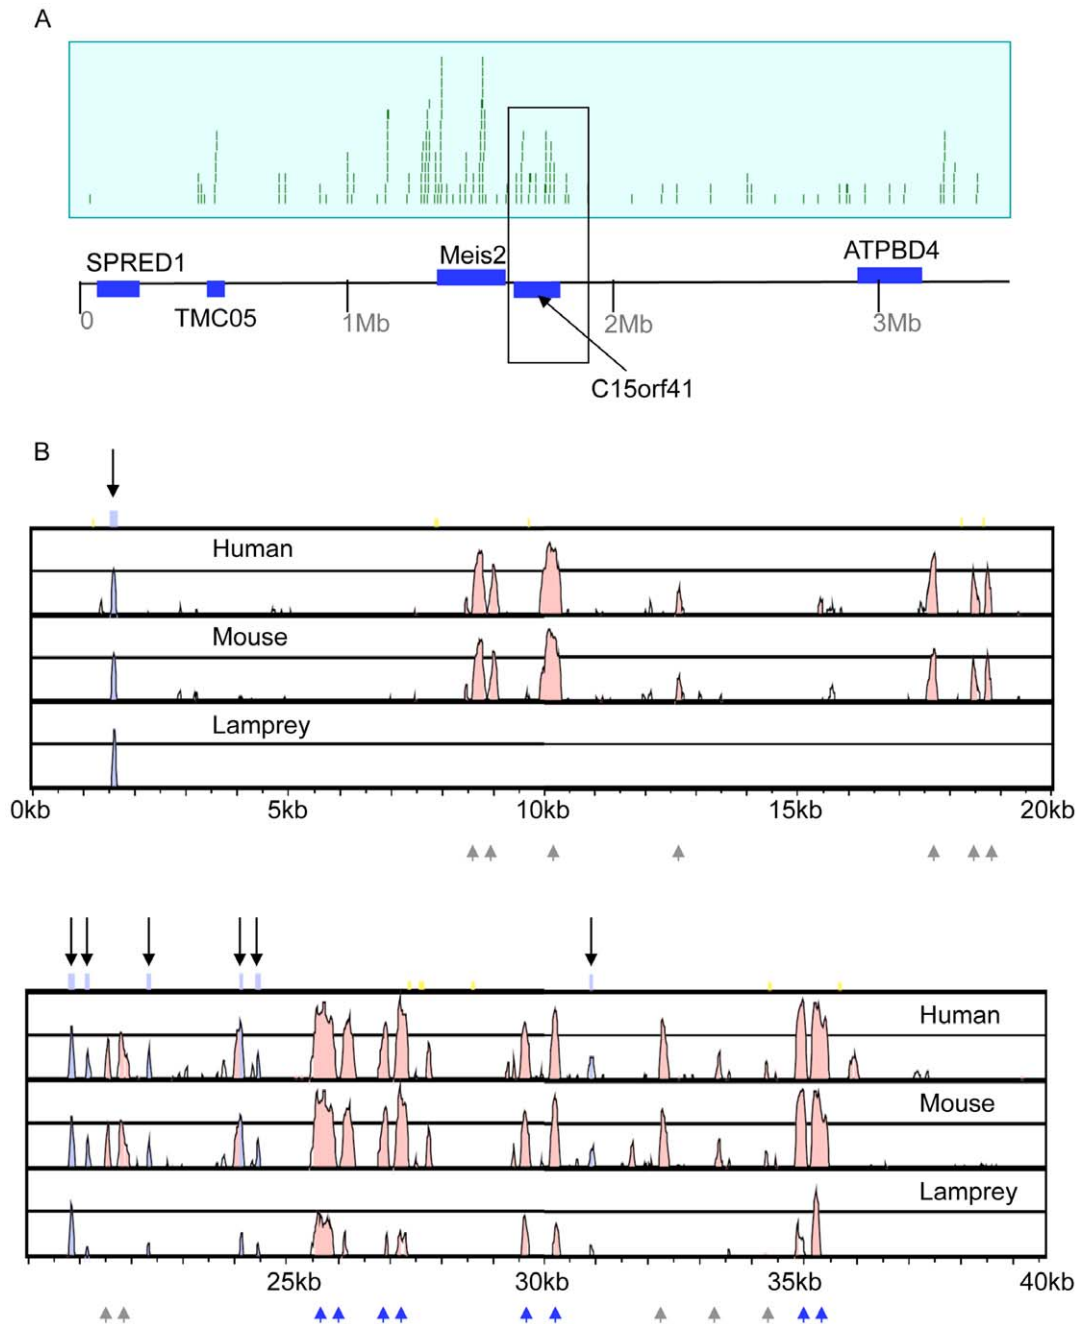 A
SPRED1
Meis2
ATPBD4
0
TMC05
1Mb
2Mb
3Mb
C15orf41
B
Human
Mouse
Lamprey
0kb 5kb 10kb 15kb 20kb
Human
Mouse
Lamprey
25kb 30kb 35kb 40kb